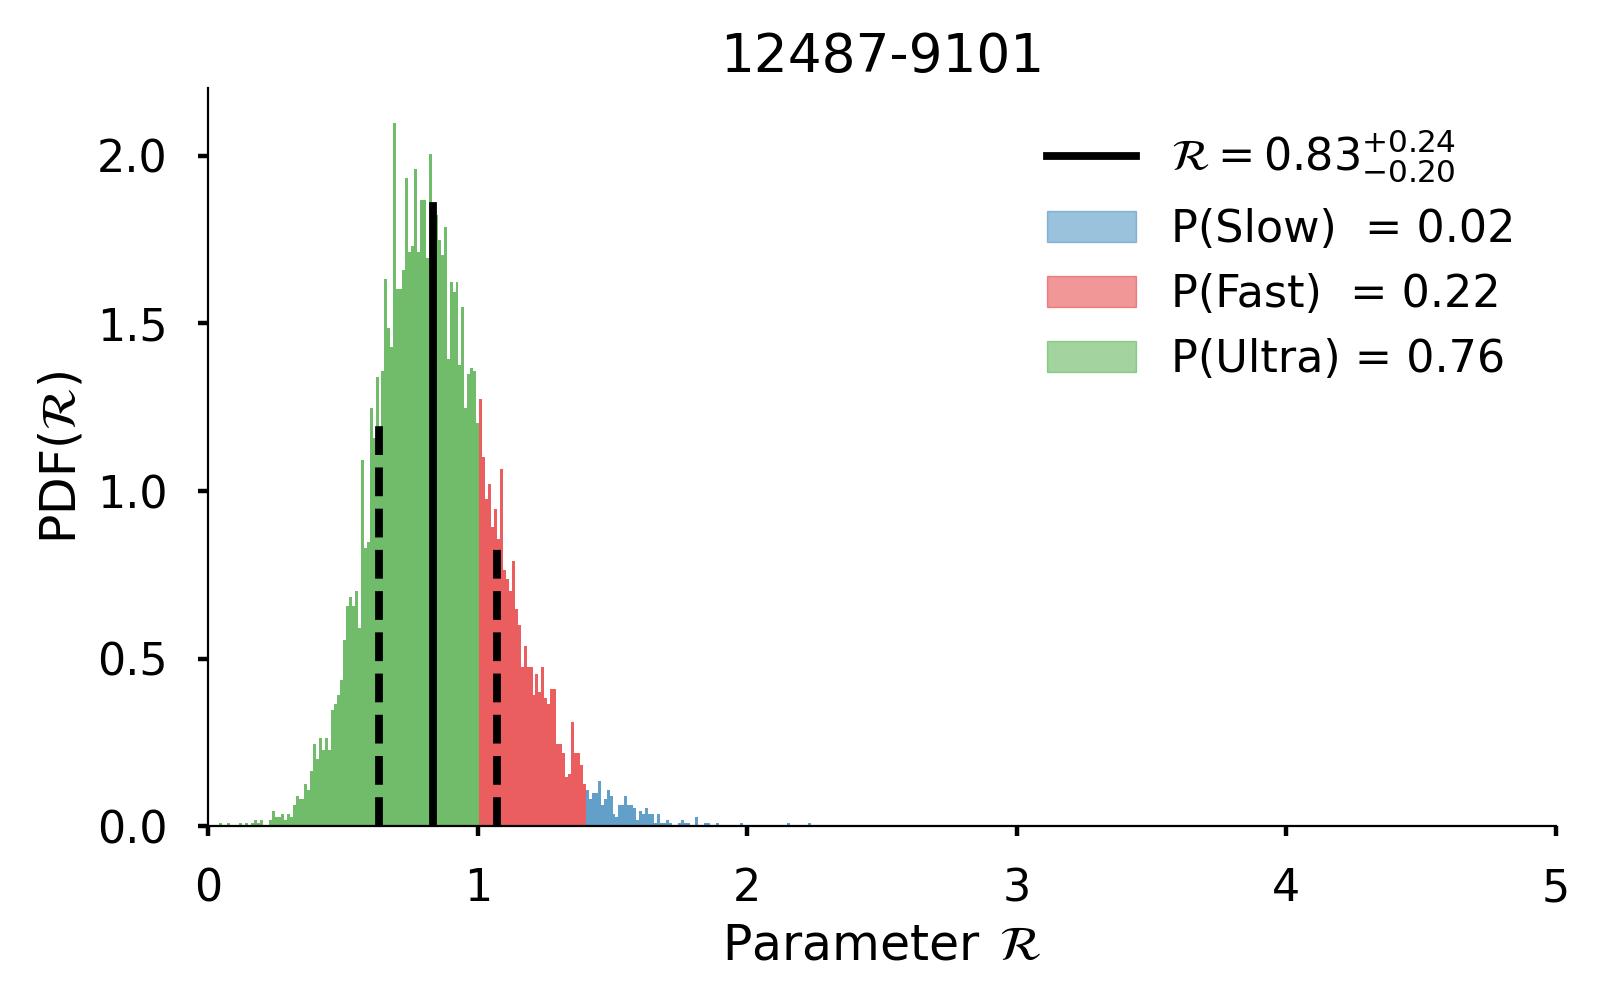 12487-9101
ℛ = 0.83+0.24 −0.20
P(Slow) = 0.02
P(Fast) = 0.22
P(Ultra) = 0.76
PDF(ℛ)
2.0
1.5
1.0
0.5
0.0
0 1 2 3 4 5
Parameter ℛ